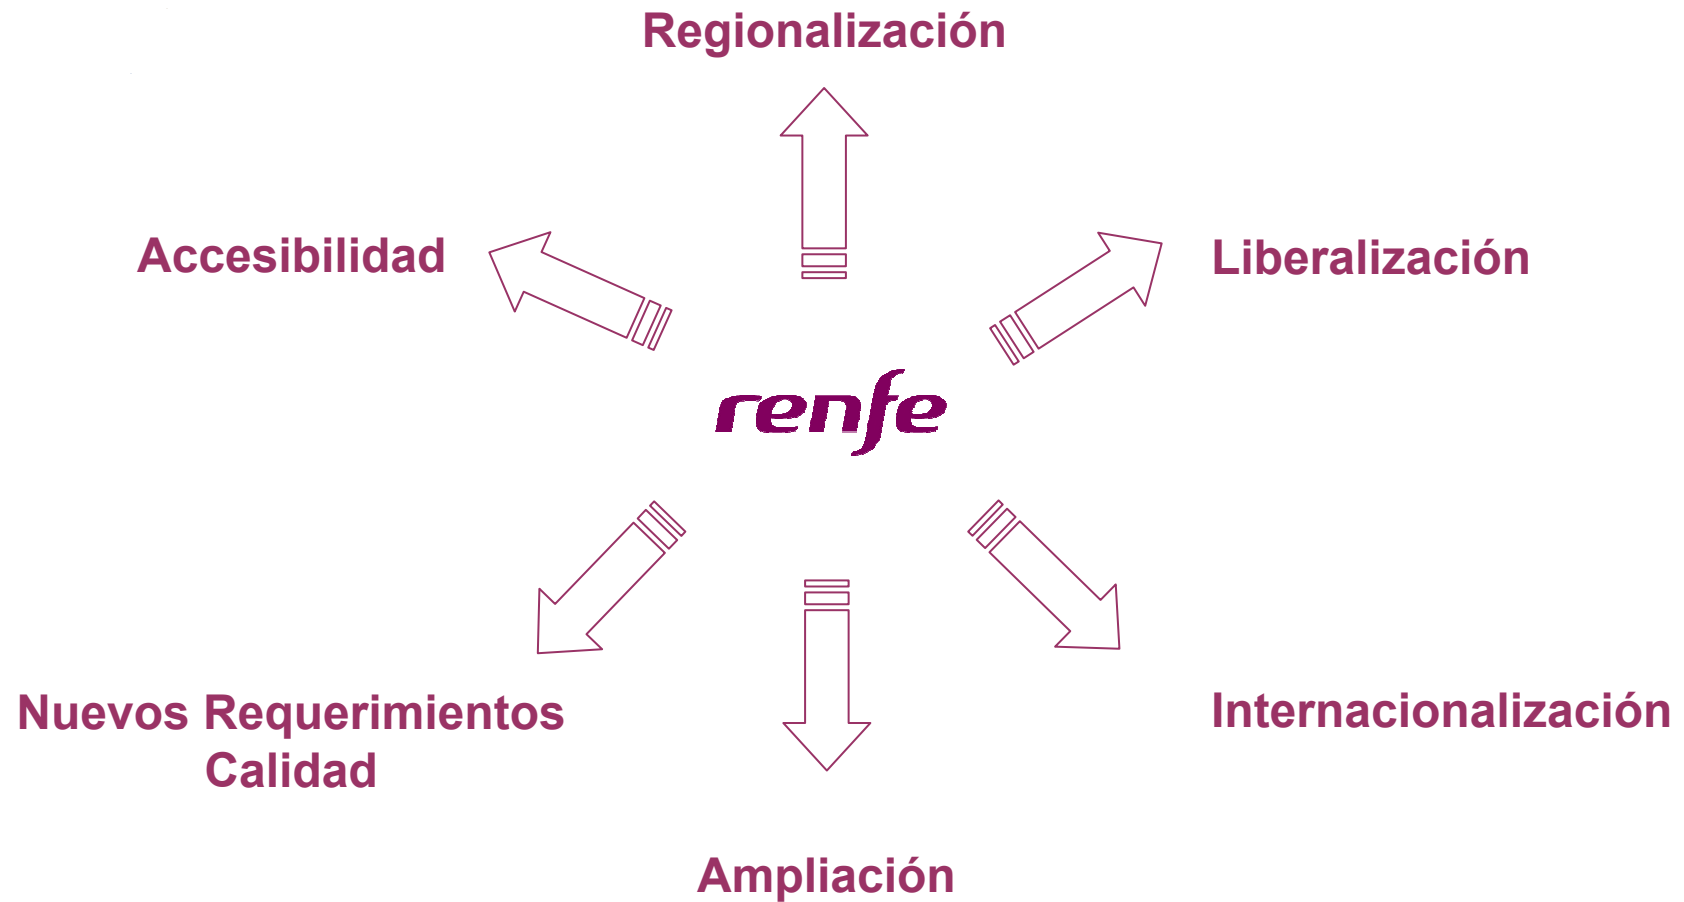 Regionalización
Accesibilidad
Liberalización
renfe
Nuevos Requerimientos
Calidad
Internacionalización
Ampliación